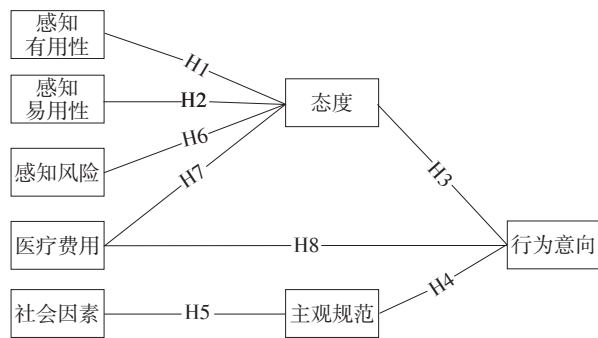 感知
有用性
H1
感知
易用性
H2
态度
H6
感知风险
H7
H3
医疗费用
H8
行为意向
H4
社会因素
H5
主观规范